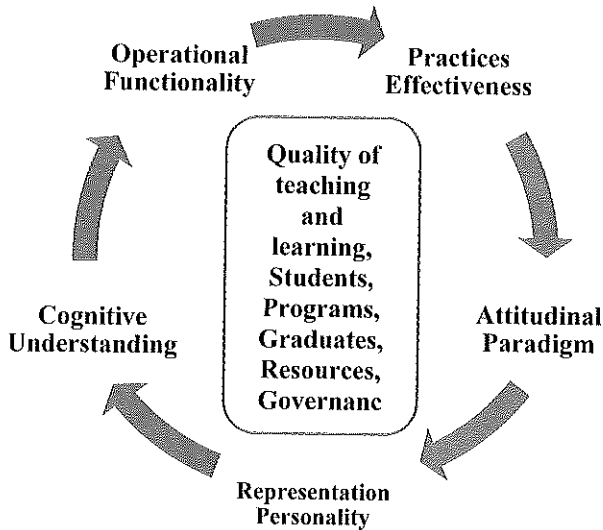 Operational
Functionality
Practices
Effectiveness
Quality of
teaching
and
learning,
Students,
Programs,
Graduates,
Resources,
Governanc
Cognitive
Understanding
Attitudinal
Paradigm
Representation
Personality